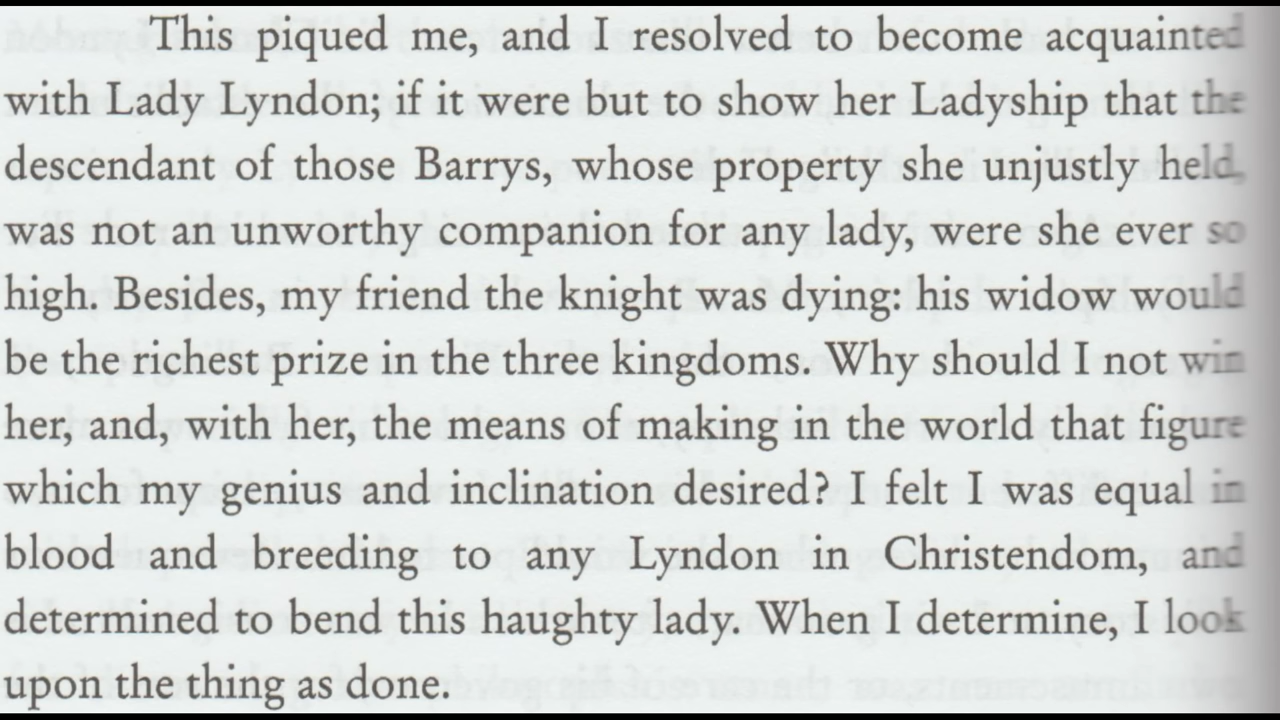 This piqued me, and I resolved to become acquainted
with Lady Lyndon; if it were but to show her Ladyship that the
descendant of those Barrys, whose property she unjustly held,
was not an unworthy companion for any lady, were she ever so
high. Besides, my friend the knight was dying: his widow would
be the richest prize in the three kingdoms. Why should I not win
her, and, with her, the means of making in the world that figure
which my genius and inclination desired? I felt I was equal in
blood and breeding to any Lyndon in Christendom, and
determined to bend this haughty lady. When I determine, I look
upon the thing as done.